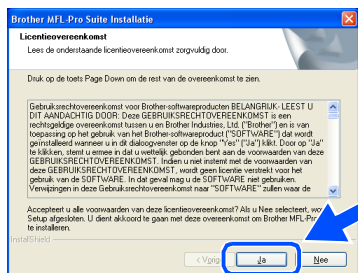 Brother MFL-Pro Suite Installatie
Licentieovereenkomst
Lees de onderstaande licentieovereenkomst zorgvuldig door.
Druk op de toets Page Down om de rest van de overeenkomst te zien.
Gebruiksrechtovereenkomst voor Brother-softwareproducten BELANGRIJK- LEEST U
DIT AANDACHTIG DOOR: Deze GEBRUIKSRECHTOVEREENKOMST is een
rechtsgeldige overeenkomst tussen u en Brother Industries, Ltd. ("Brother") en is van
toepassing op het gebruik van het Brother-softwareproduct ("SOFTWARE") dat wordt
geïnstalleerd wanneer u in dit dialoogvenster op de knop "Yes" ("Ja") klikt. Door op "Ja"
te klikken, stemt u ermee in dat u wettelijk gebonden bent aan de voorwaarden van deze
GEBRUIKSRECHTOVEREENKOMST. Indien u niet instemt met de voorwaarden van
deze GEBRUIKSRECHTOVEREENKOMST, wordt geen licentie verstrekt voor het
gebruik van de SOFTWARE. In dat geval mag u de SOFTWARE niet gebruiken.
Verwijzingen in deze Gebruiksrechtovereenkomst naar "SOFTWARE" zullen waar de
Accepteert u alle voorwaarden van deze licentieovereenkomst? Als u Nee selecteert,
Setup afgesloten. U dient akkoord te gaan met deze overeenkomst om Brother MFL-Pro
te installeren.
InstallShield
< Vorige Ja Nee